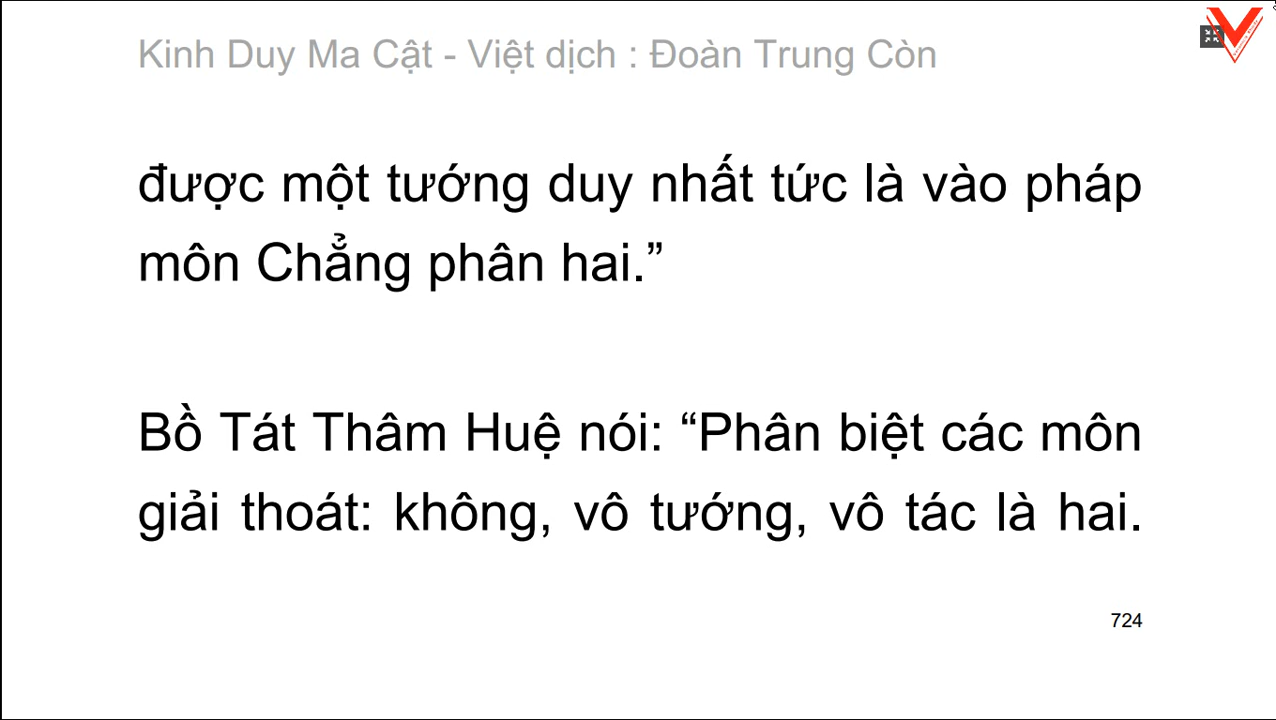 Kinh Duy Ma Cật - Việt dịch : Đoàn Trung Còn
được một tướng duy nhất tức là vào pháp
môn Chẳng phân hai.”
Bồ Tát Thâm Huệ nói: “Phân biệt các môn
giải thoát: không, vô tướng, vô tác là hai.
724